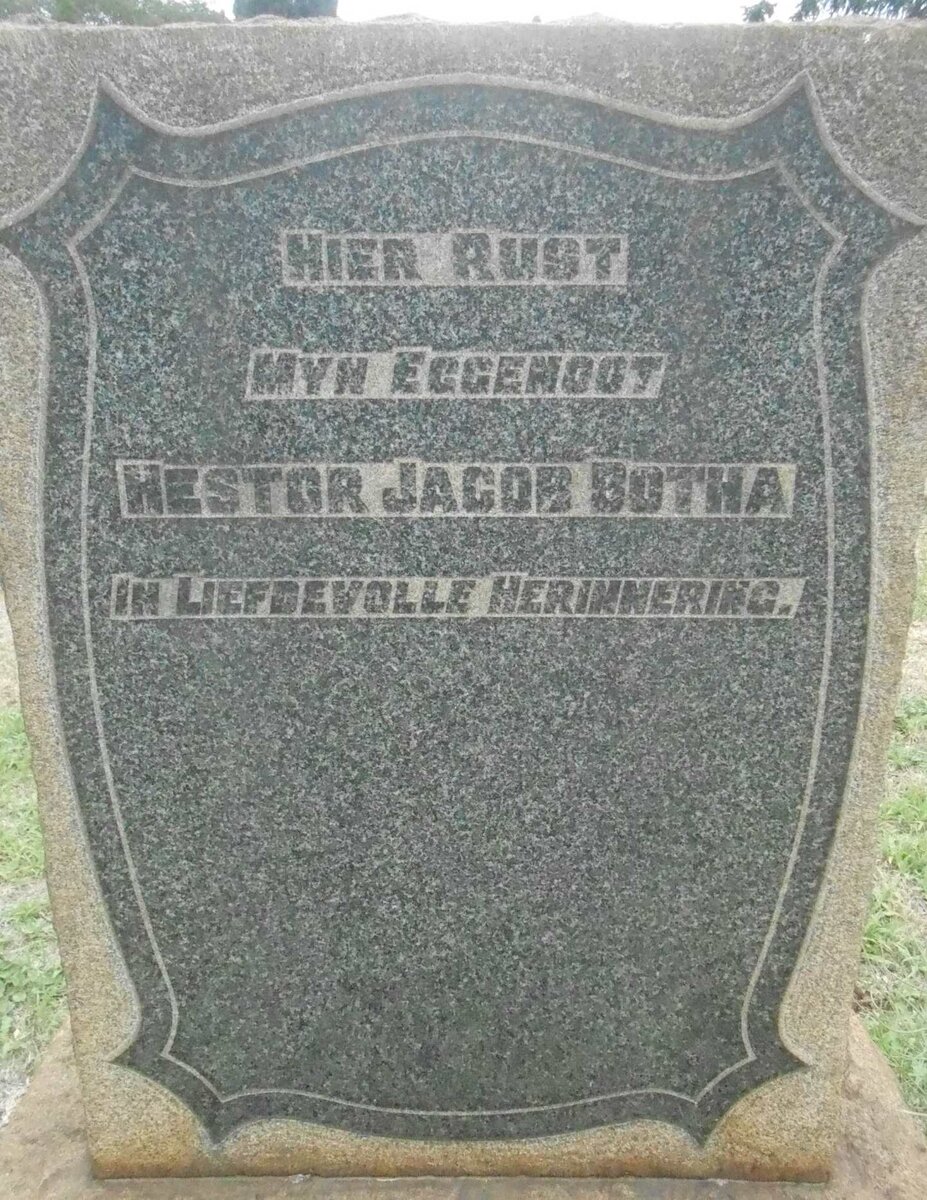 HIER RUST
MYN EGGENOOT
HESTOR JACOB BOTHA
IN LIEFDEVOLLE HERINNERING.